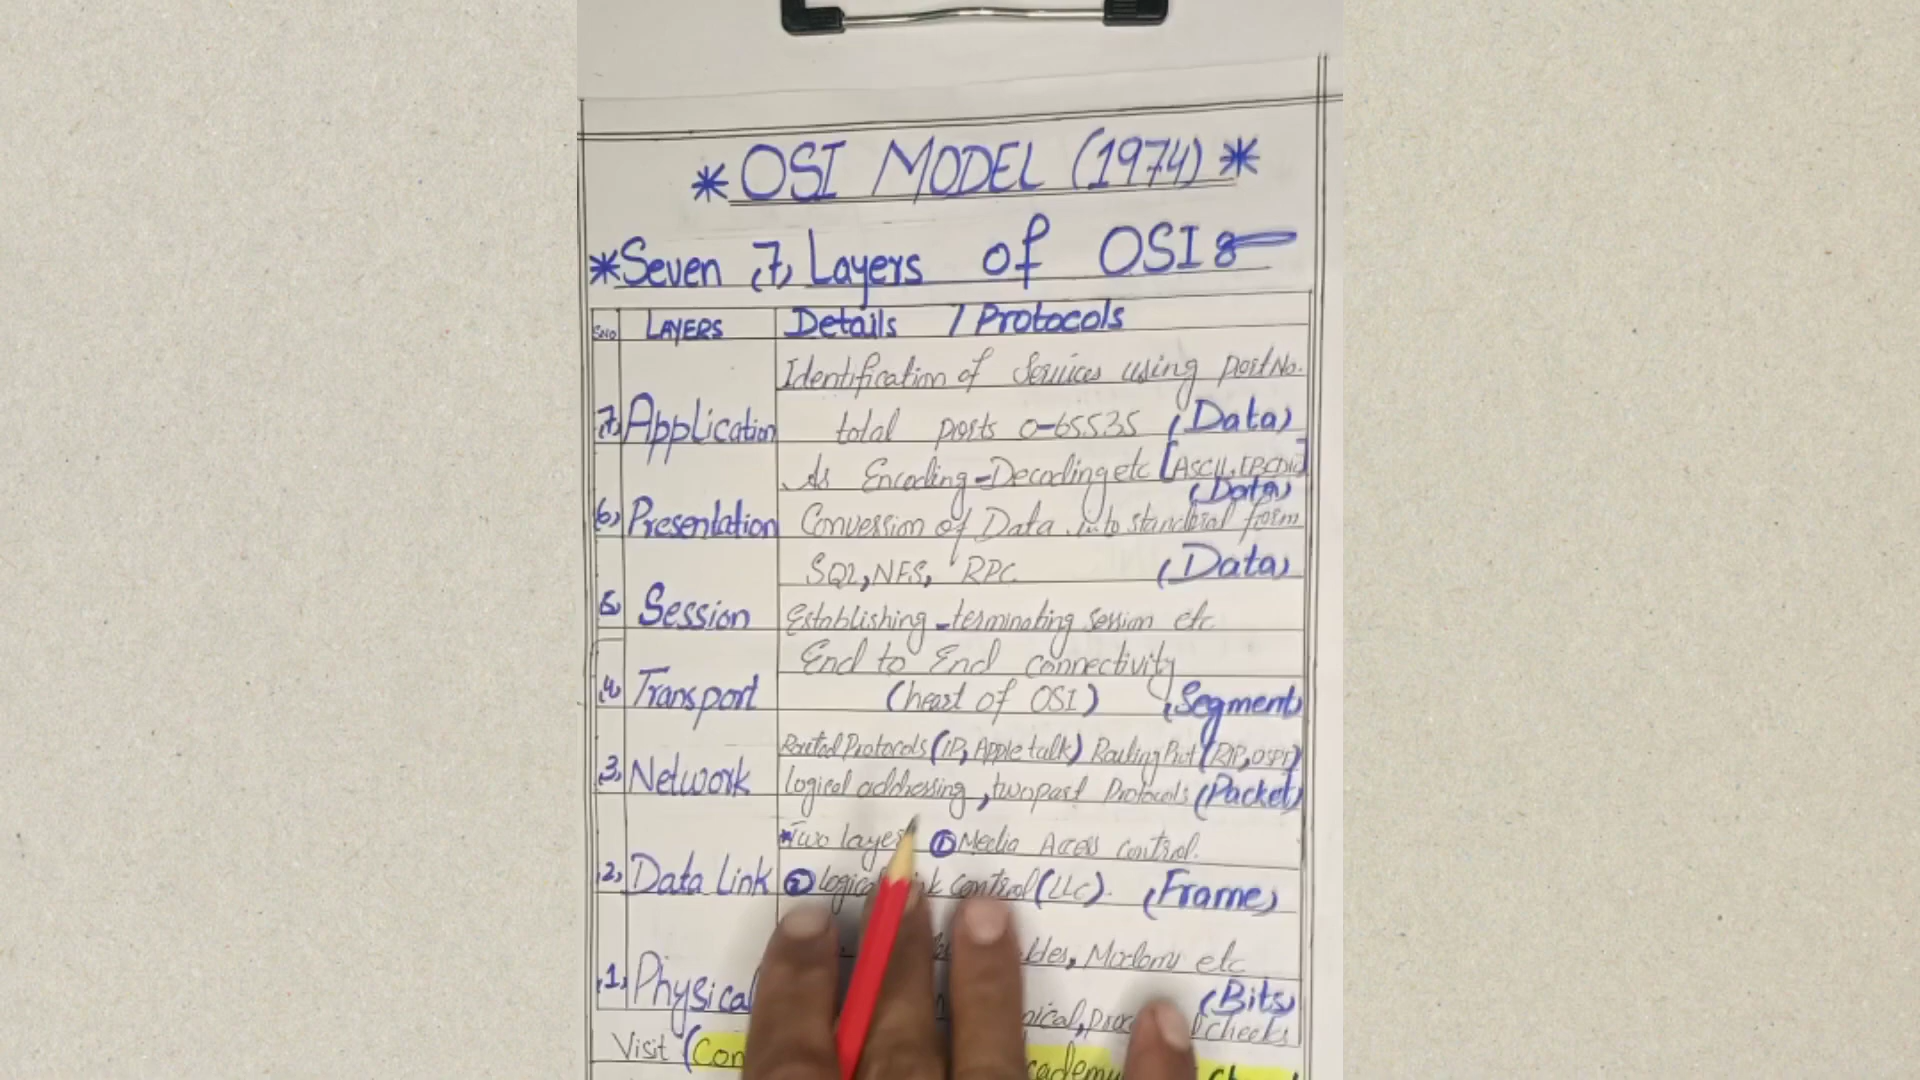 * OSI MODEL (1974) *
*Seven (7) Layers of OSI:-
SNO LAYERS Details / Protocols
Identification of Services using port No.
(7) Application total ports 0-65535 (Data)
As Encoding-Decoding etc [ASCII, EBCDIC]
(Data)
(6) Presentation Conversion of Data into standard form
SQL, NFS, RPC (Data)
5) Session Establishing-terminating session etc
End to End connectivity
(4) Transport (heart of OSI) (Segment)
Routed Protocols (IP, Apple talk) Routing Prot (RIP, OSPF)
(3) Network logical addressing, two part Protocols (Packet)
*Two layers ① Media Access control.
(2) Data Link ② logical control (LLC). (Frame)
etc
(1) Physical (Bits)
checks
Visit (